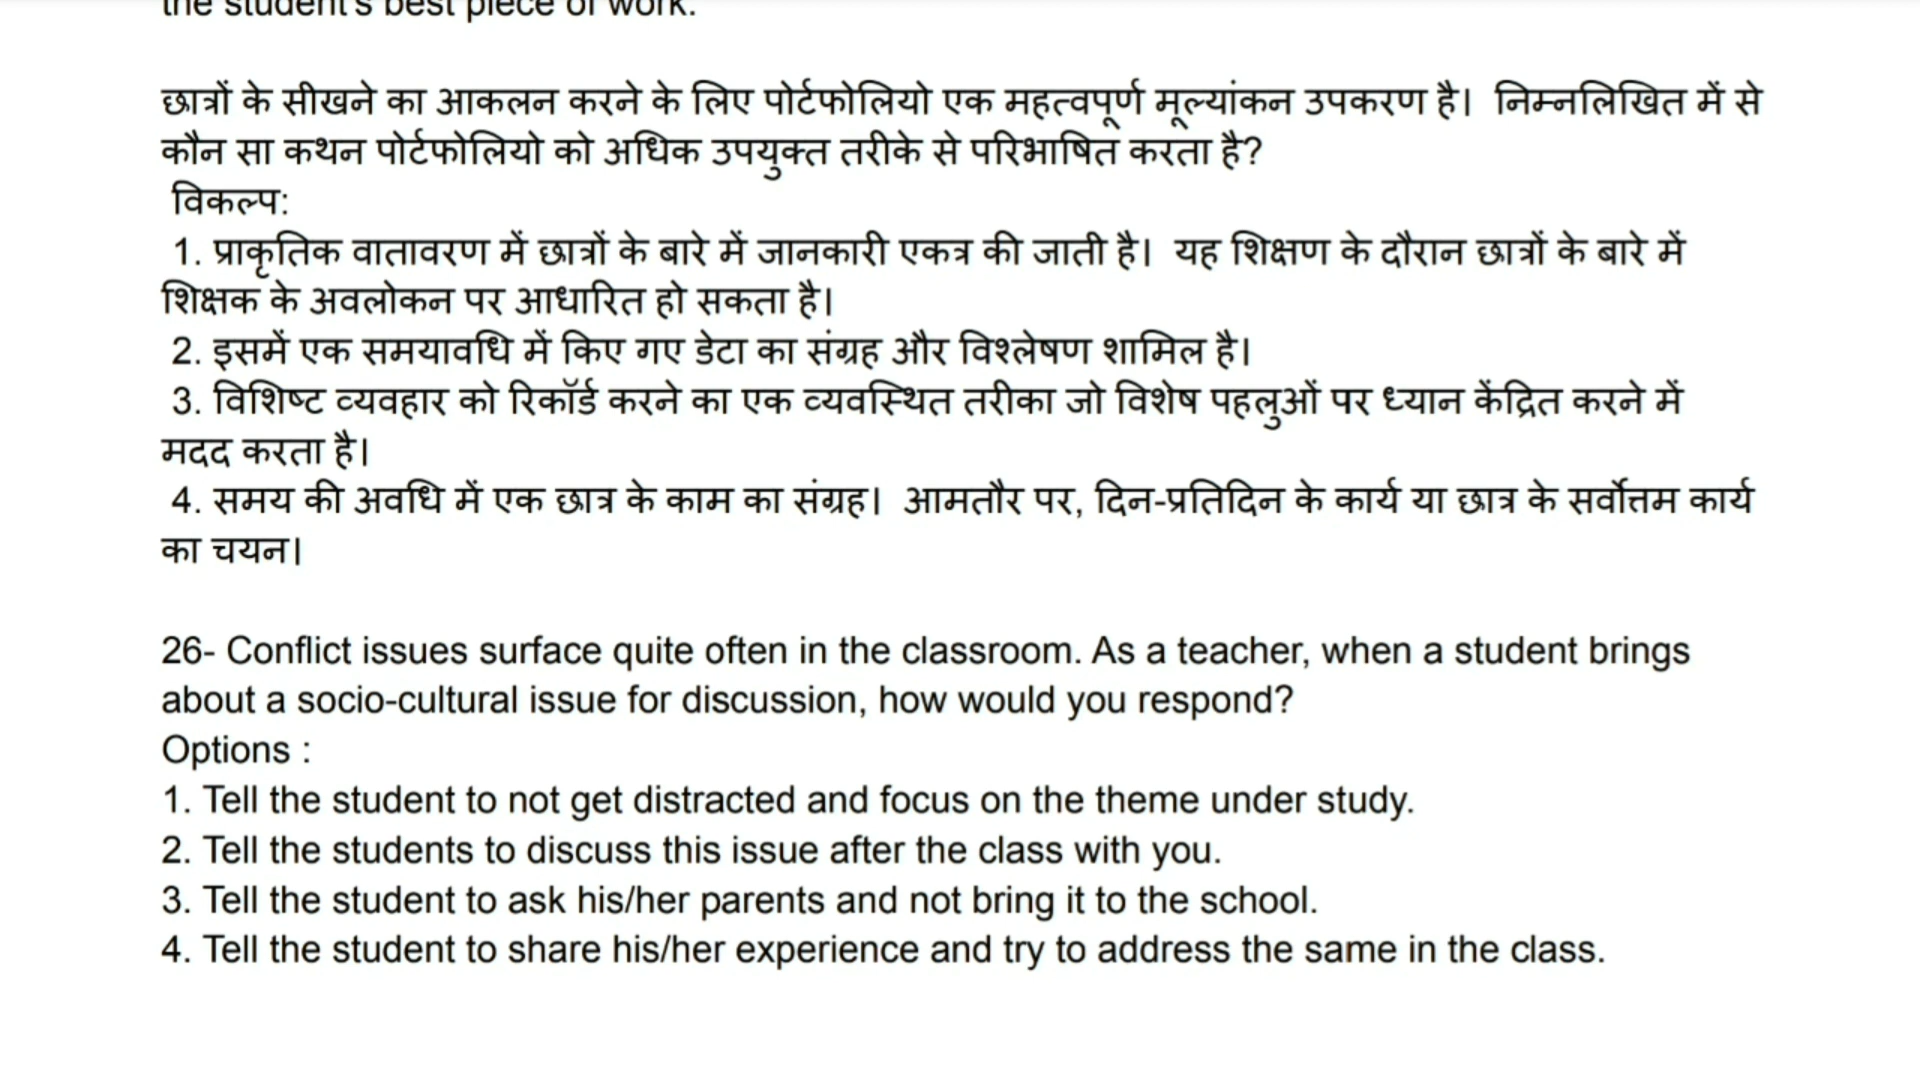 the student's best piece of work.
छात्रों के सीखने का आकलन करने के लिए पोर्टफोलियो एक महत्वपूर्ण मूल्यांकन उपकरण है। निम्नलिखित में से
कौन सा कथन पोर्टफोलियो को अधिक उपयुक्त तरीके से परिभाषित करता है?
विकल्प:
1. प्राकृतिक वातावरण में छात्रों के बारे में जानकारी एकत्र की जाती है। यह शिक्षण के दौरान छात्रों के बारे में
शिक्षक के अवलोकन पर आधारित हो सकता है।
2. इसमें एक समयावधि में किए गए डेटा का संग्रह और विश्लेषण शामिल है।
3. विशिष्ट व्यवहार को रिकॉर्ड करने का एक व्यवस्थित तरीका जो विशेष पहलुओं पर ध्यान केंद्रित करने में
मदद करता है।
4. समय की अवधि में एक छात्र के काम का संग्रह। आमतौर पर, दिन-प्रतिदिन के कार्य या छात्र के सर्वोत्तम कार्य
का चयन।
26- Conflict issues surface quite often in the classroom. As a teacher, when a student brings
about a socio-cultural issue for discussion, how would you respond?
Options :
1. Tell the student to not get distracted and focus on the theme under study.
2. Tell the students to discuss this issue after the class with you.
3. Tell the student to ask his/her parents and not bring it to the school.
4. Tell the student to share his/her experience and try to address the same in the class.